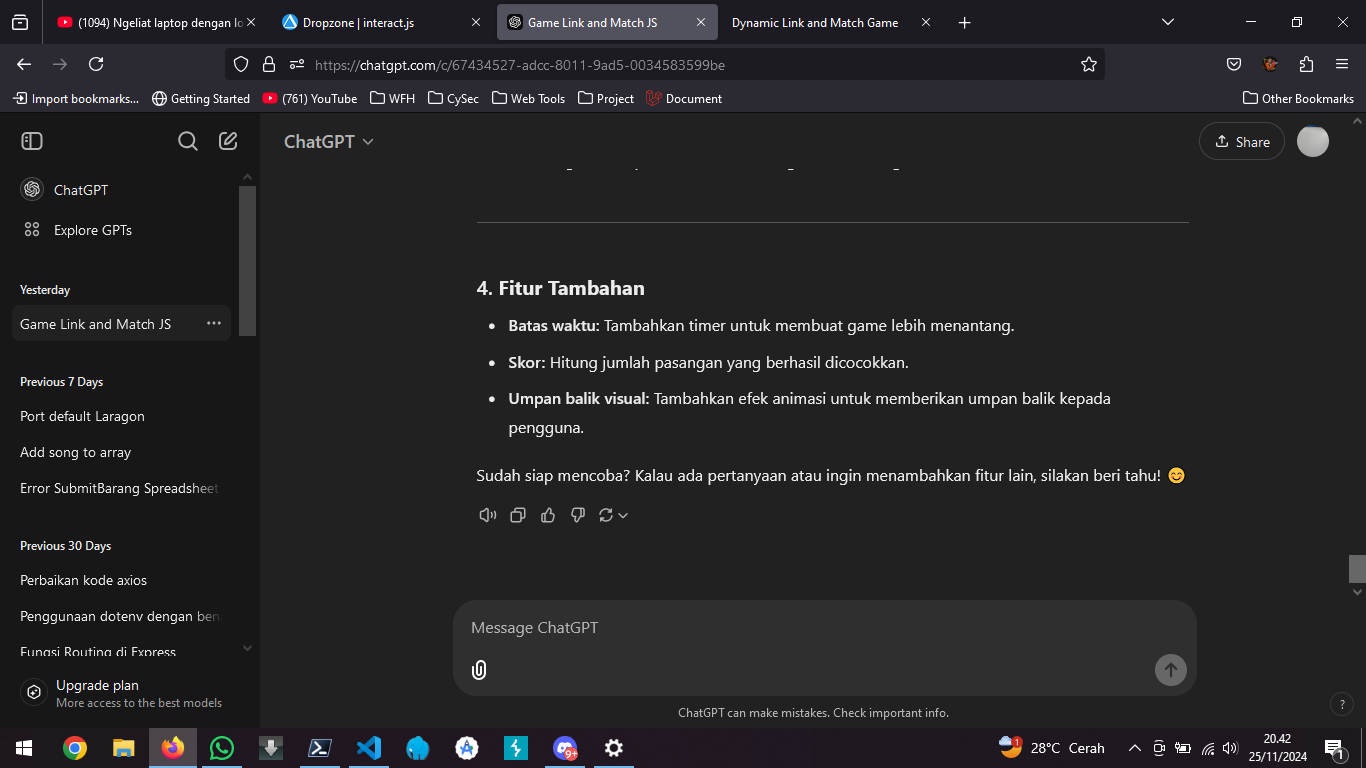 (1094) Ngeliat laptop dengan lo
Dropzone | interact.js
Game Link and Match JS
Dynamic Link and Match Game
https://chatgpt.com/c/67434527-adcc-8011-9ad5-0034583599be
Import bookmarks...
Getting Started
(761) YouTube
WFH
CySec
Web Tools
Project
Document
Other Bookmarks
ChatGPT
Share
ChatGPT
Explore GPTs
Yesterday
Game Link and Match JS
Previous 7 Days
Port default Laragon
Add song to array
Error SubmitBarang Spreadsheet
Previous 30 Days
Perbaikan kode axios
Penggunaan dotenv dengan ben
Fungsi Routing di Express
Upgrade plan
More access to the best models
4. Fitur Tambahan
• Batas waktu: Tambahkan timer untuk membuat game lebih menantang.
• Skor: Hitung jumlah pasangan yang berhasil dicocokkan.
• Umpan balik visual: Tambahkan efek animasi untuk memberikan umpan balik kepada
pengguna.
Sudah siap mencoba? Kalau ada pertanyaan atau ingin menambahkan fitur lain, silakan beri tahu! 😊
Message ChatGPT
ChatGPT can make mistakes. Check important info.
?
9+
1
28°C Cerah
20.42
25/11/2024
1